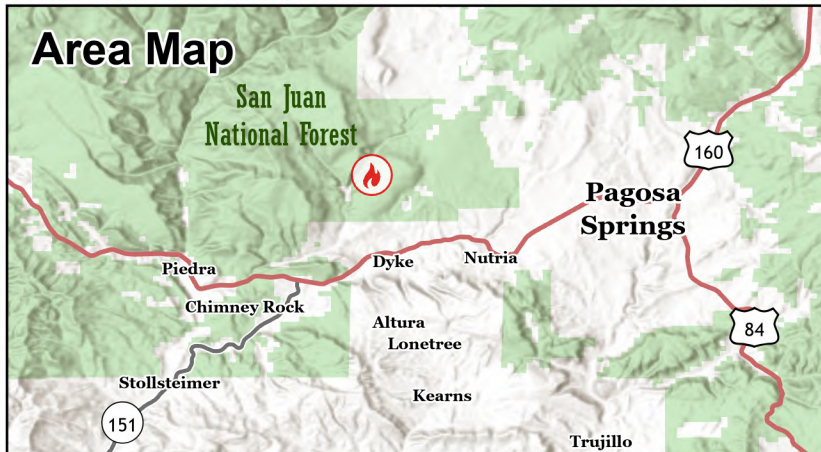 Area Map
San Juan
National Forest
160
Pagosa
Springs
Piedra
Dyke
Nutria
Chimney Rock
Altura
Lonetree
84
Stollsteimer
Kearns
151
Trujillo